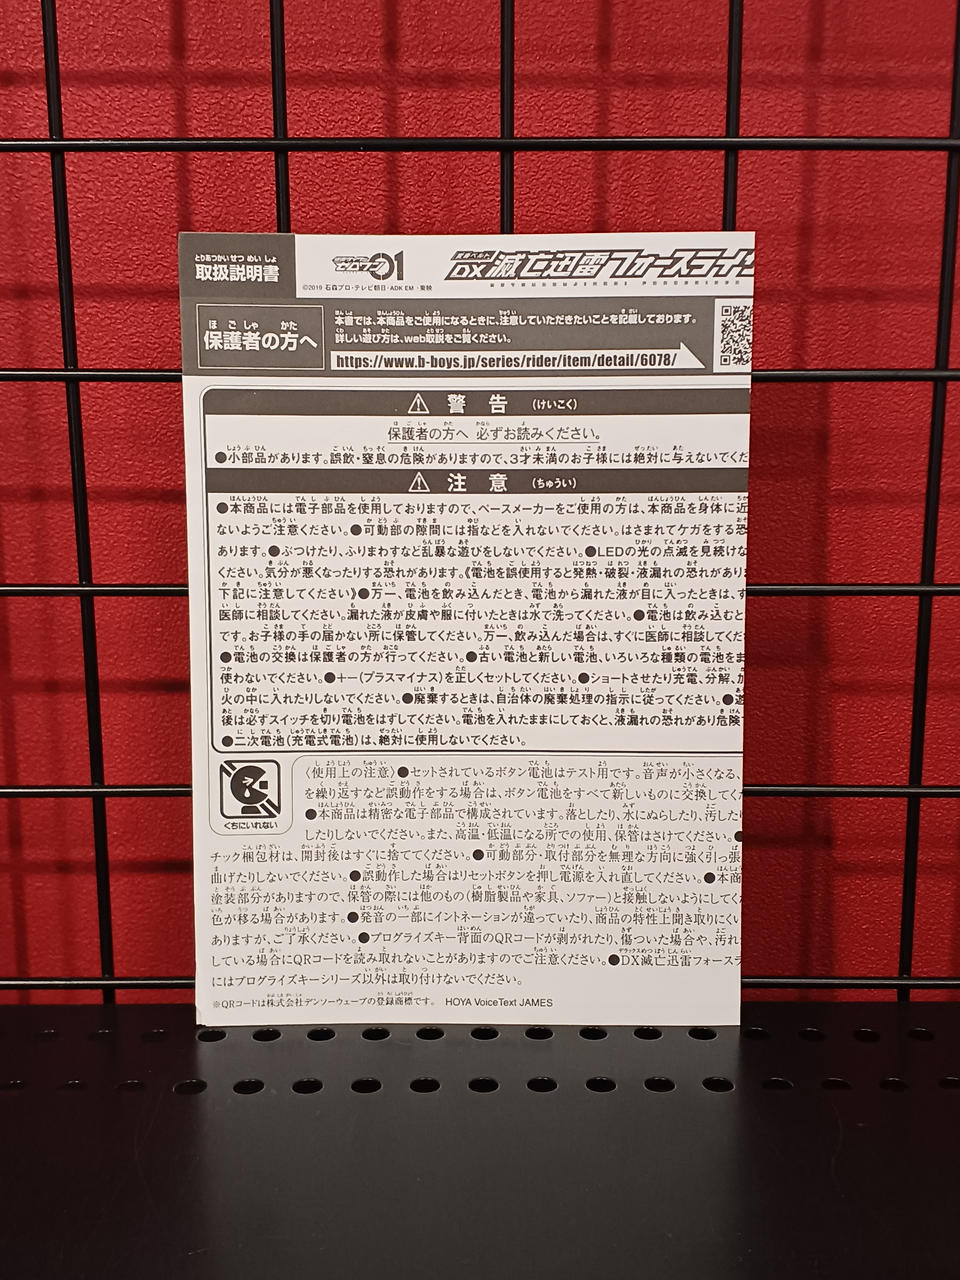 取扱説明書
ゼロワン 01
変身ベルト
DX滅亡迅雷フォースライ
©2019 石森プロ・テレビ朝日・ADK EM・東映
保護者の方へ
本書では、本商品をご使用になるときに、注意していただきたいことを記載しております。
詳しい遊び方は、web取説をご覧ください。
https://www.b-boys.jp/series/rider/item/detail/6078/
警告 (けいこく)
保護者の方へ 必ずお読みください。
●小部品があります。誤飲・窒息の危険がありますので、3才未満のお子様には絶対に与えないでくだ
注意 (ちゅうい)
●本商品には電子部品を使用しておりますので、ペースメーカーをご使用の方は、本商品を身体に近
ないようご注意ください。●可動部の隙間には指などを入れないでください。はさまれてケガをする恐
あります。●ぶつけたり、ふりまわすなど乱暴な遊びをしないでください。●LEDの光の点滅を見続けな
ください。気分が悪くなったりする恐れがあります。《電池を誤使用すると発熱・破裂・液漏れの恐れがあり
下記に注意してください》●万一、電池を飲み込んだとき、電池から漏れた液が目に入ったときは、す
医師に相談してください。漏れた液が皮膚や服に付いたときは水で洗ってください。●電池は飲み込むと
です。お子様の手の届かない所に保管してください。万一、飲み込んだ場合は、すぐに医師に相談してくだ
●電池の交換は保護者の方が行ってください。●古い電池と新しい電池、いろいろな種類の電池をま
使わないでください。●+−(プラスマイナス)を正しくセットしてください。●ショートさせたり充電、分解、加
火の中に入れたりしないでください。●廃棄するときは、自治体の廃棄処理の指示に従ってください。●遊
後は必ずスイッチを切り電池をはずしてください。電池を入れたままにしておくと、液漏れの恐れがあり危険
●二次電池(充電式電池)は、絶対に使用しないでください。
くちにいれない
〈使用上の注意〉●セットされているボタン電池はテスト用です。音声が小さくなる、
を繰り返すなど誤動作をする場合は、ボタン電池をすべて新しいものに交換してく
●本商品は精密な電子部品で構成されています。落としたり、水にぬらしたり、汚した
したりしないでください。また、高温・低温になる所での使用、保管はさけてください。●
チック梱包材は、開封後はすぐに捨ててください。●可動部分・取付部分を無理な方向に強く引っ張
曲げたりしないでください。●誤動作した場合はリセットボタンを押し電源を入れ直してください。●本商
塗装部分がありますので、保管の際には他のもの(樹脂製品や家具、ソファー)と接触しないようにしてく
色が移る場合があります。●発音の一部にイントネーションが違っていたり、商品の特性上聞き取りにくい
ありますが、ご了承ください。●プログライズキー背面のQRコードが剥がれたり、傷ついた場合や、汚れ
している場合にQRコードを読み取れないことがありますのでご注意ください。●DX滅亡迅雷フォースラ
にはプログライズキーシリーズ以外は取り付けないでください。
※QRコードは株式会社デンソーウェーブの登録商標です。 HOYA VoiceText JAMES